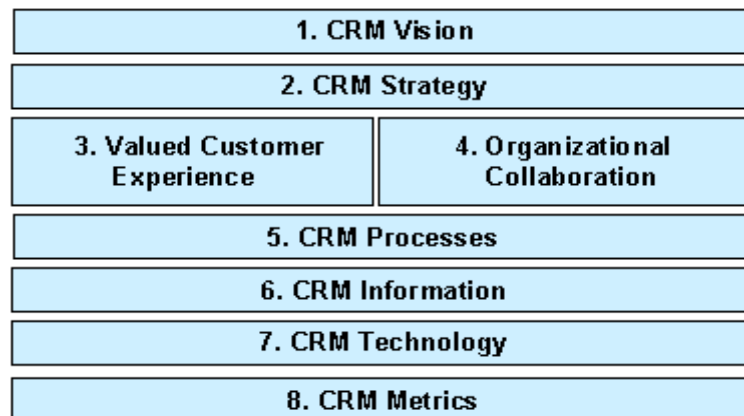 1. CRM Vision
2. CRM Strategy
3. Valued Customer
Experience
4. Organizational
Collaboration
5. CRM Processes
6. CRM Information
7. CRM Technology
8. CRM Metrics